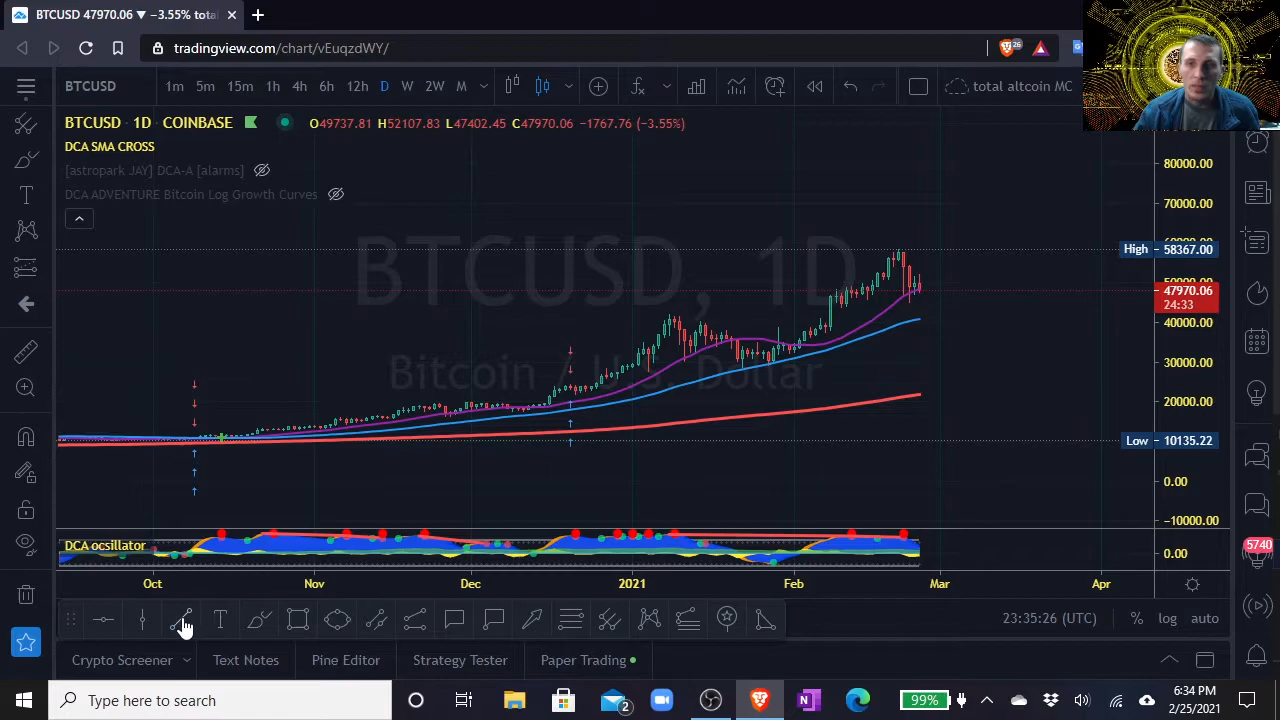 BTCUSD 47970.06 ▼ −3.55% tota
tradingview.com/chart/vEuqzdWY/
26
BTCUSD 1m 5m 15m 1h 4h 6h 12h D W 2W M total altcoin MC
BTCUSD 1D COINBASE O49737.81 H52107.83 L47402.45 C47970.06 −1767.76 (−3.55%)
DCA SMA CROSS
[astropark JAY] DCA-A [alarms]
DCA ADVENTURE Bitcoin Log Growth Curves
BTCUSD, 1D
Bitcoin / U.S. Dollar
80000.00
70000.00
High 58367.00
47970.06
24:33
40000.00
30000.00
20000.00
Low 10135.22
0.00
−10000.00
DCA ocsillator
0.00
5740
Oct Nov Dec 2021 Feb Mar Apr
T
23:35:26 (UTC) % log auto
Crypto Screener Text Notes Pine Editor Strategy Tester Paper Trading
Type here to search
2
99%
6:34 PM
2/25/2021